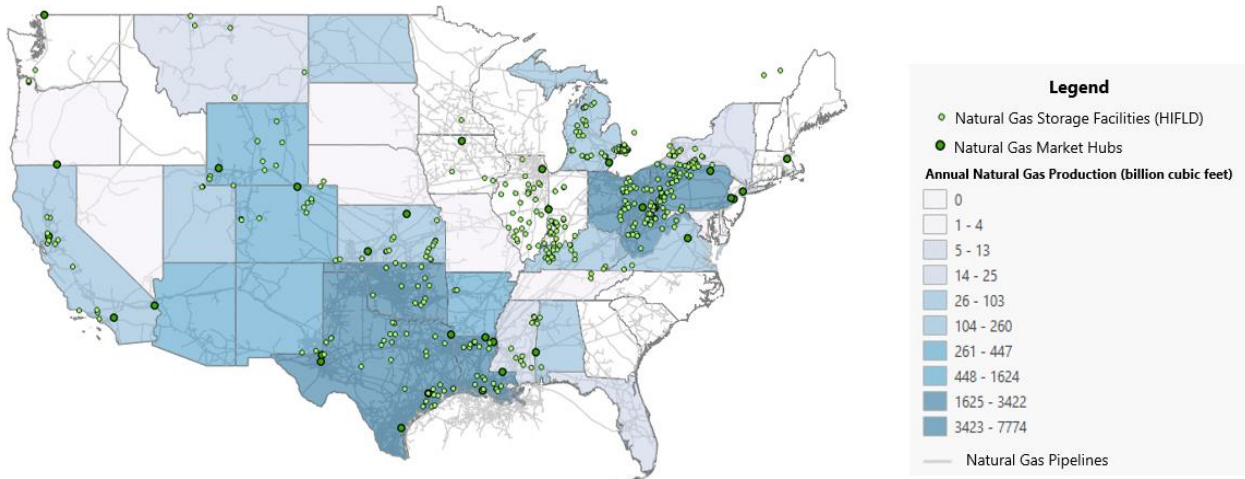 Legend
Natural Gas Storage Facilities (HIFLD)
Natural Gas Market Hubs
Annual Natural Gas Production (billion cubic feet)
0
1 - 4
5 - 13
14 - 25
26 - 103
104 - 260
261 - 447
448 - 1624
1625 - 3422
3423 - 7774
Natural Gas Pipelines